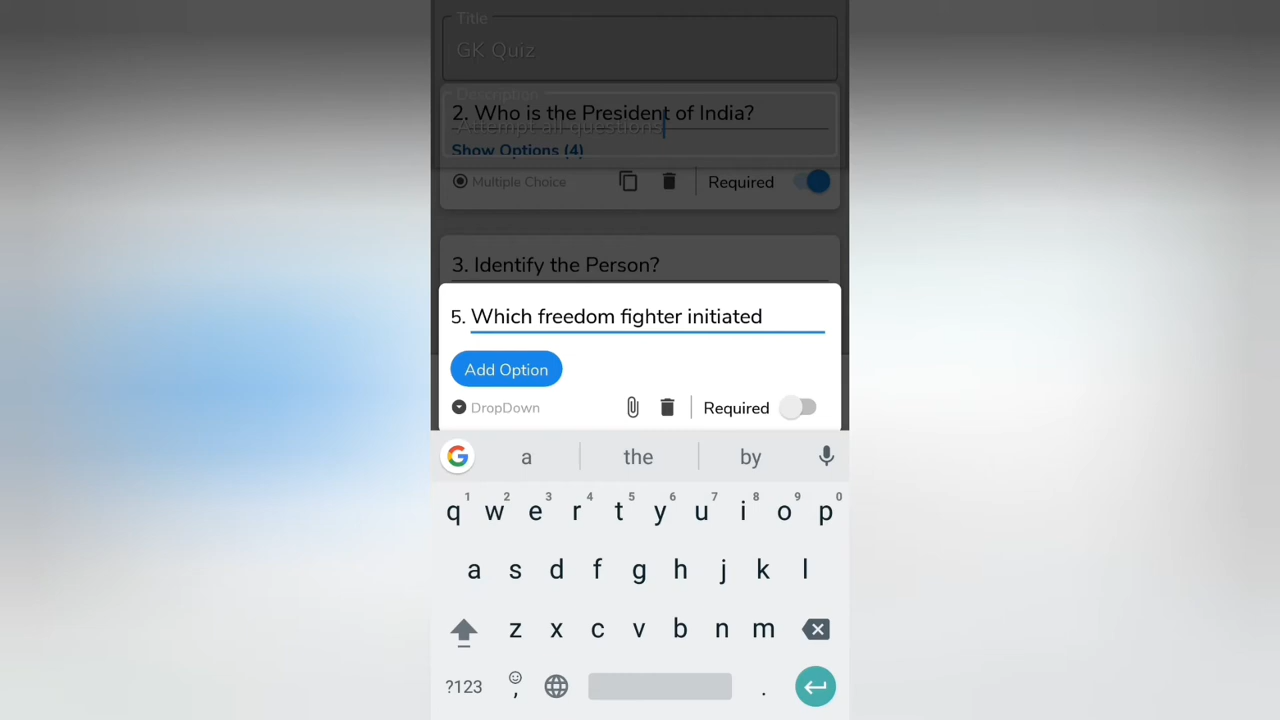 Title
GK Quiz
Description
2. Who is the President of India?
Attempt all questions
Show Options (4)
Multiple Choice
Required
3. Identify the Person?
5. Which freedom fighter initiated
Add Option
DropDown
Required
G a the by
1 2 3 4 5 6 7 8 9 0
q w e r t y u i o p
a s d f g h j k l
z x c v b n m
?123 , .